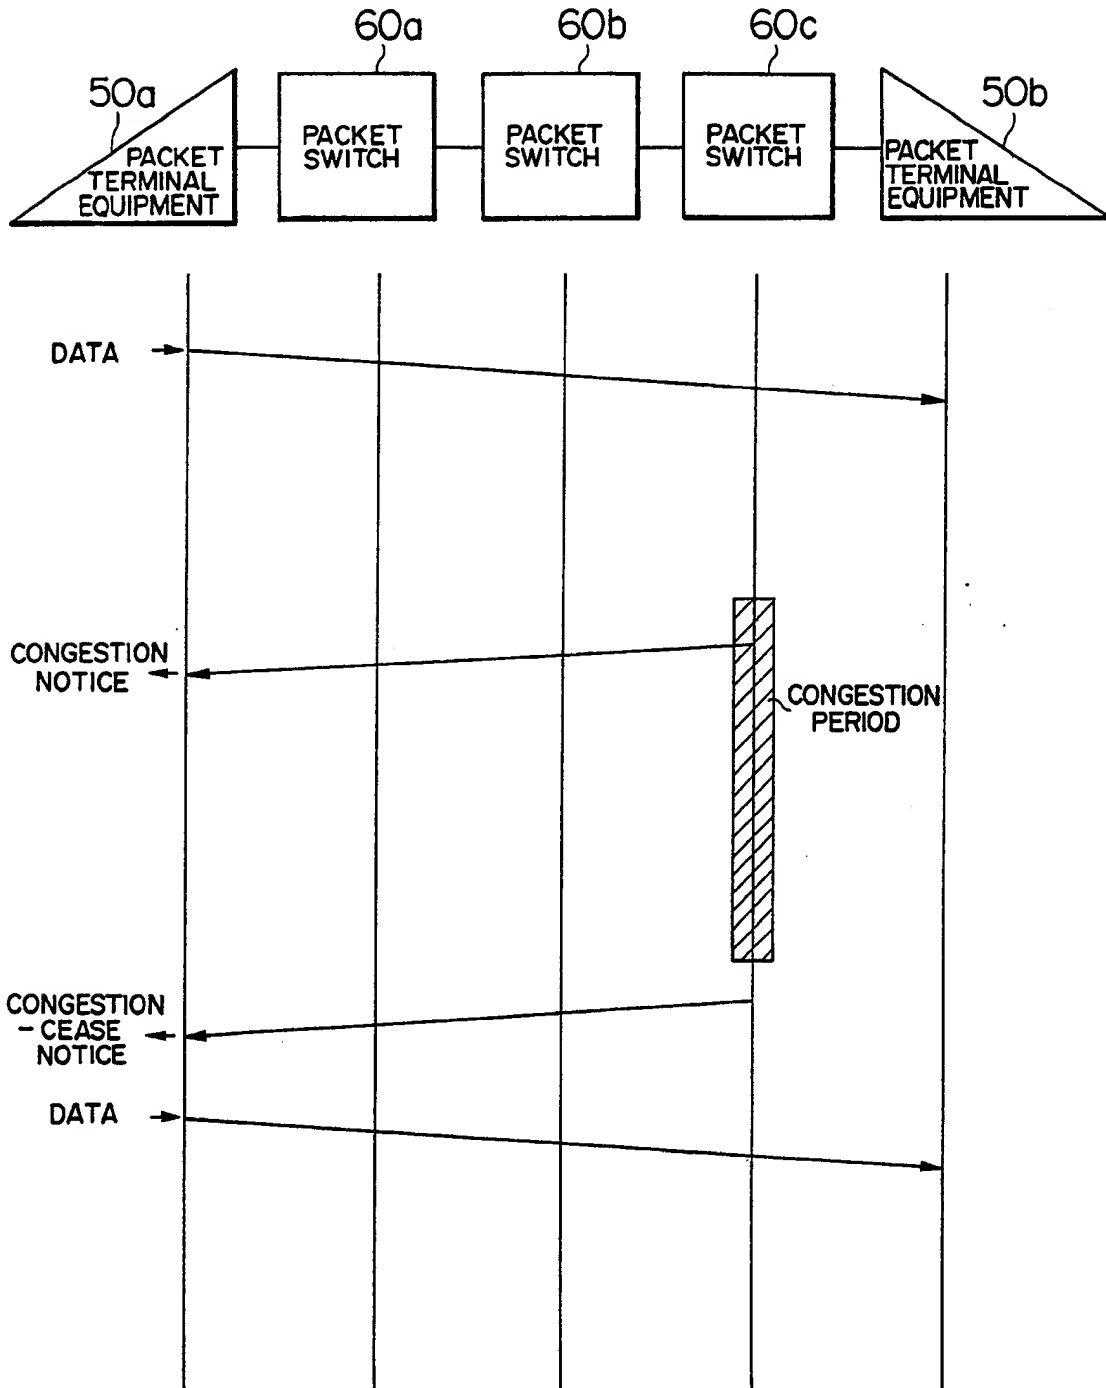 60a
60b
60c
50a
50b
PACKET
TERMINAL
EQUIPMENT
PACKET
SWITCH
PACKET
SWITCH
PACKET
SWITCH
PACKET
TERMINAL
EQUIPMENT
DATA
CONGESTION
NOTICE
CONGESTION
PERIOD
CONGESTION
-CEASE
NOTICE
DATA